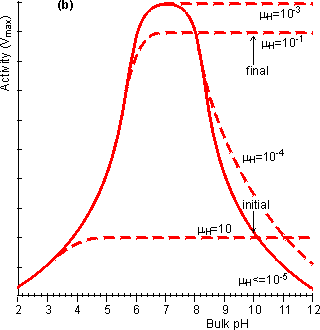 (b)
Activity (Vmax)
μH=10-3
μH=10-1
final
μH=10-4
initial
μH=10
μH<=10-5
2 3 4 5 6 7 8 9 10 11 12
Bulk pH